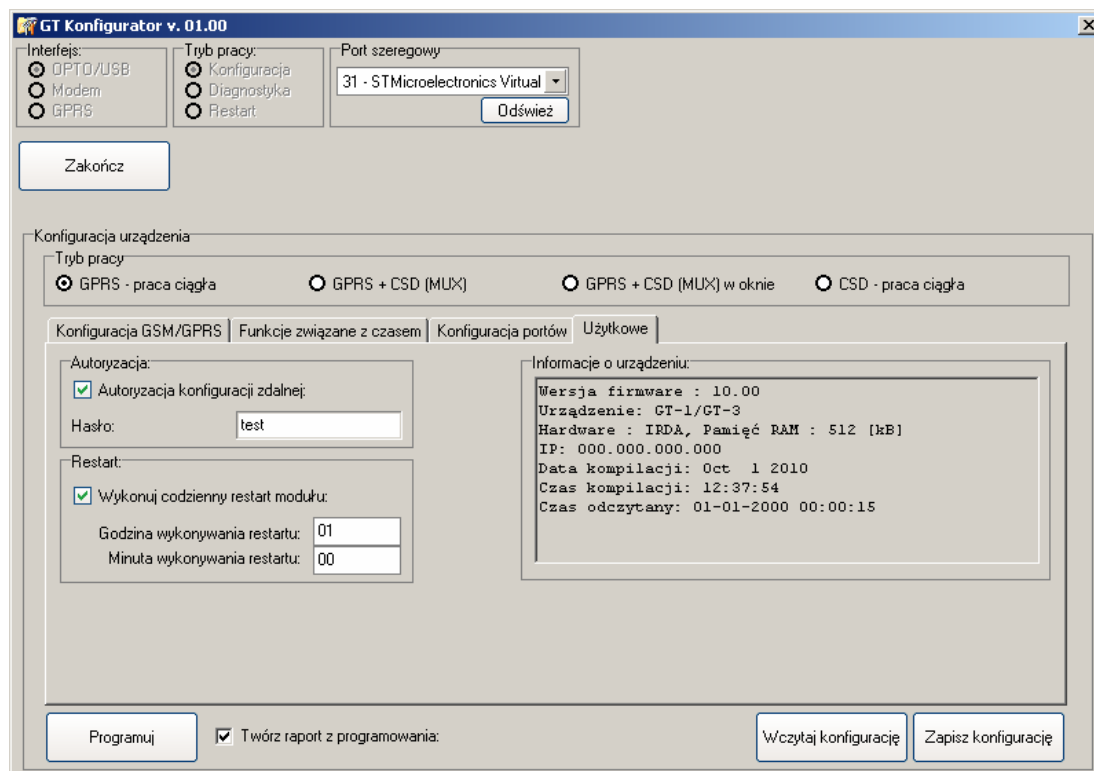 GT Konfigurator v. 01.00
Interfejs:
OPTO/USB
Modem
GPRS
Tryb pracy:
Konfiguracja
Diagnostyka
Restart
Port szeregowy
31 - STMicroelectronics Virtual
Odśwież
Zakończ
Konfiguracja urządzenia
Tryb pracy
GPRS - praca ciągła
GPRS + CSD (MUX)
GPRS + CSD (MUX) w oknie
CSD - praca ciągła
Konfiguracja GSM/GPRS
Funkcje związane z czasem
Konfiguracja portów
Użytkowe
Autoryzacja:
Autoryzacja konfiguracji zdalnej:
Hasło:
test
Restart:
Wykonuj codzienny restart modułu:
Godzina wykonywania restartu:
01
Minuta wykonywania restartu:
00
Informacje o urządzeniu:
Wersja firmware : 10.00
Urządzenie: GT-1/GT-3
Hardware : IRDA, Pamięć RAM : 512 [kB]
IP: 000.000.000.000
Data kompilacji: Oct  1 2010
Czas kompilacji: 12:37:54
Czas odczytany: 01-01-2000 00:00:15
Programuj
Twórz raport z programowania:
Wczytaj konfigurację
Zapisz konfigurację